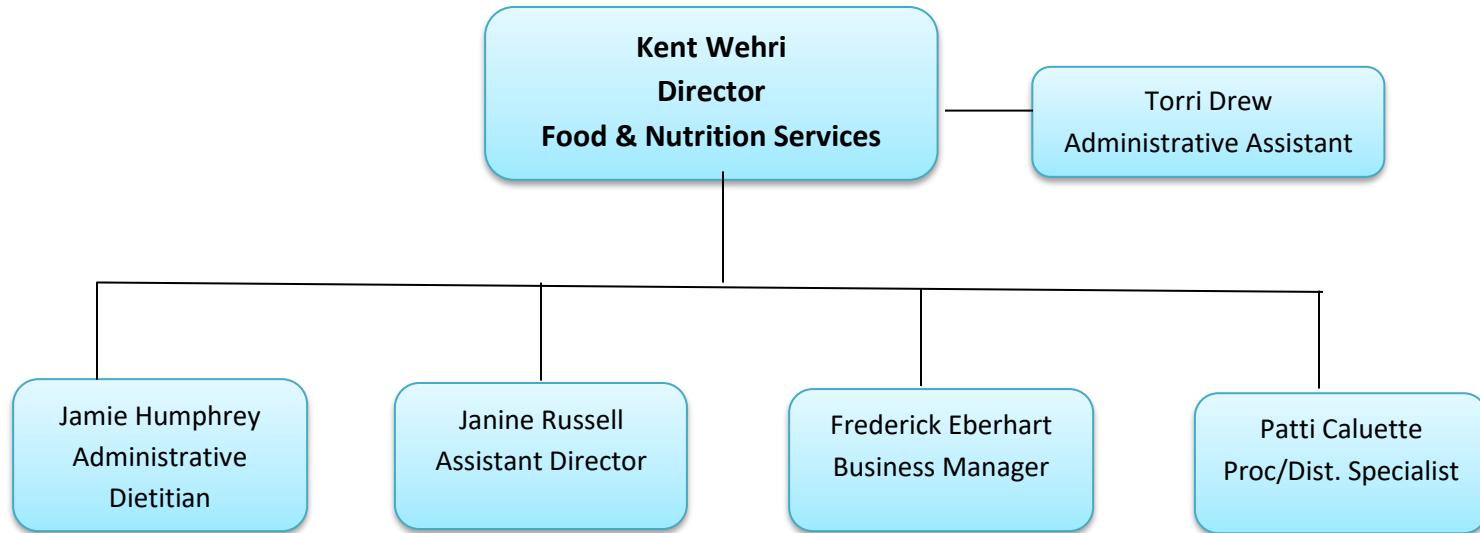 Kent Wehri
Director
Food & Nutrition Services
Torri Drew
Administrative Assistant
Jamie Humphrey
Administrative
Dietitian
Janine Russell
Assistant Director
Frederick Eberhart
Business Manager
Patti Caluette
Proc/Dist. Specialist